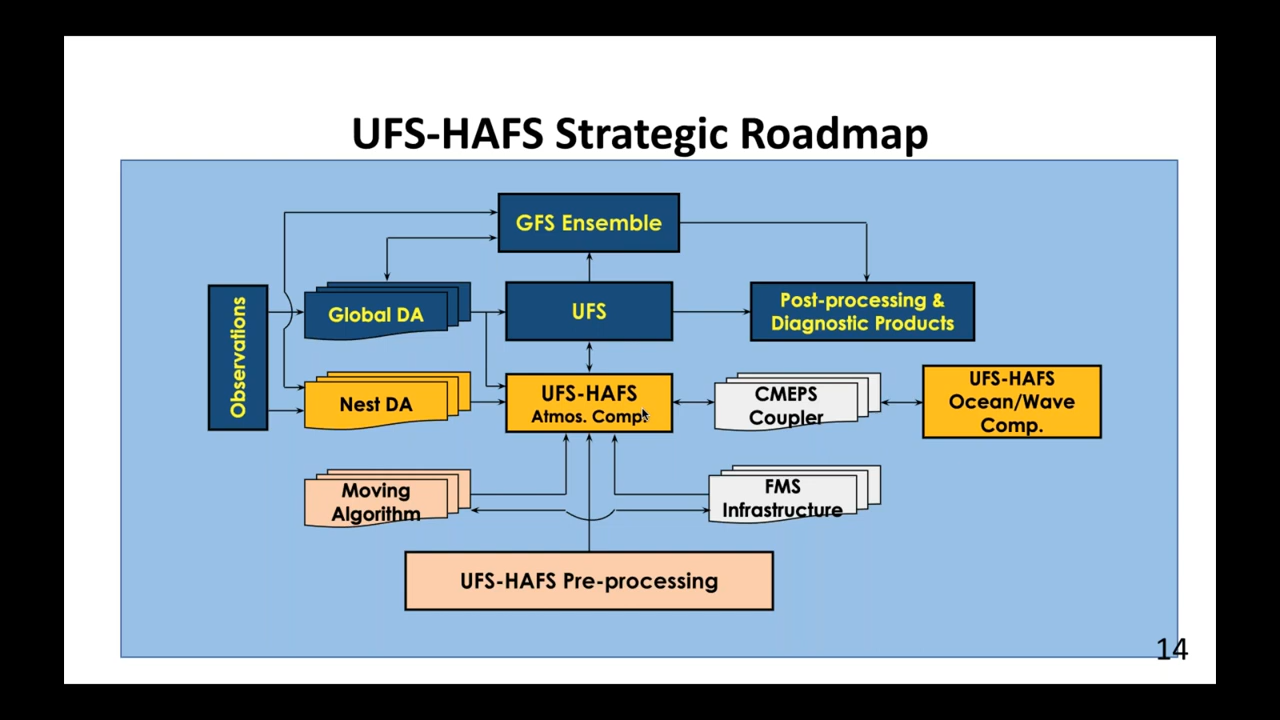 UFS-HAFS Strategic Roadmap
GFS Ensemble
Observations
Global DA
UFS
Post-processing &
Diagnostic Products
Nest DA
UFS-HAFS
Atmos. Comp.
CMEPS
Coupler
UFS-HAFS
Ocean/Wave
Comp.
Moving
Algorithm
FMS
Infrastructure
UFS-HAFS Pre-processing
14